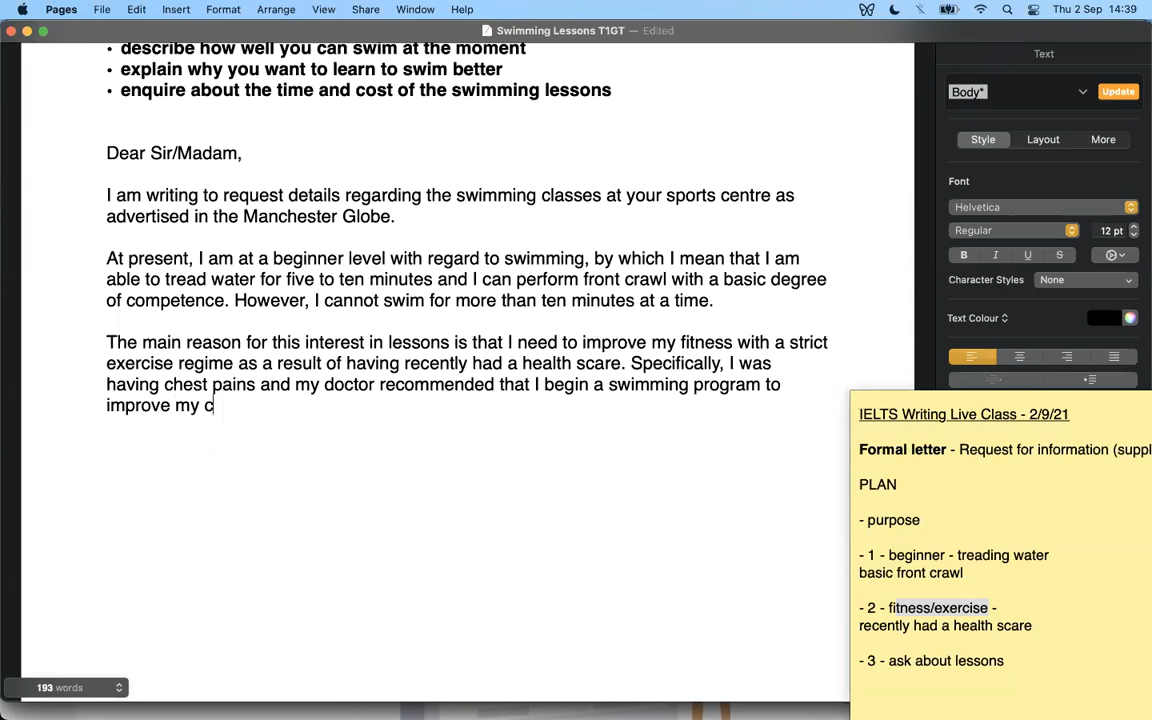 Pages File Edit Insert Format Arrange View Share Window Help Thu 2 Sep 14:39
Swimming Lessons T1GT — Edited
• describe how well you can swim at the moment
• explain why you want to learn to swim better
• enquire about the time and cost of the swimming lessons
Dear Sir/Madam,
I am writing to request details regarding the swimming classes at your sports centre as
advertised in the Manchester Globe.
At present, I am at a beginner level with regard to swimming, by which I mean that I am
able to tread water for five to ten minutes and I can perform front crawl with a basic degree
of competence. However, I cannot swim for more than ten minutes at a time.
The main reason for this interest in lessons is that I need to improve my fitness with a strict
exercise regime as a result of having recently had a health scare. Specifically, I was
having chest pains and my doctor recommended that I begin a swimming program to
improve my c
193 words
Text
Body*
Update
Style Layout More
Font
Helvetica
Regular 12 pt
B I U S
Character Styles None
Text Colour
IELTS Writing Live Class - 2/9/21
Formal letter - Request for information (suppl
PLAN
- purpose
- 1 - beginner - treading water
basic front crawl
- 2 - fitness/exercise -
recently had a health scare
- 3 - ask about lessons